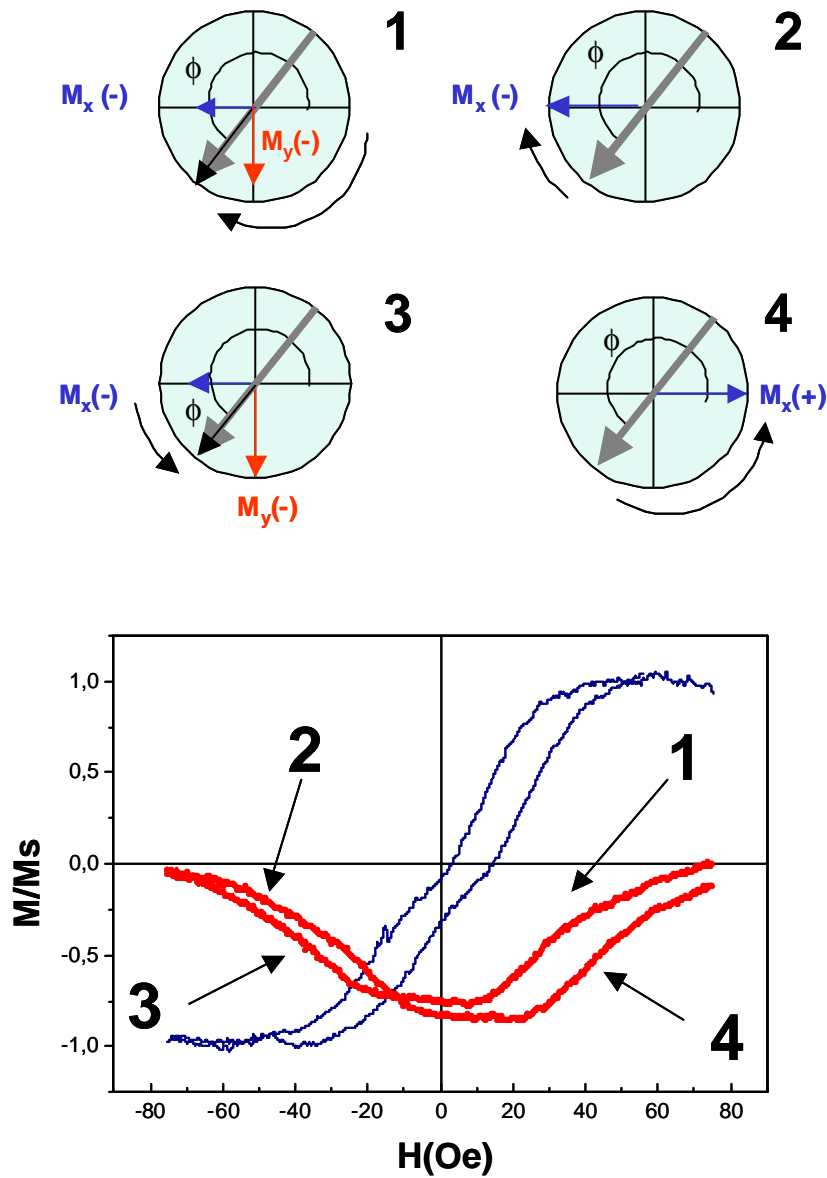 1
ϕ
Mx (-)
My(-)
2
ϕ
Mx (-)
3
ϕ
Mx(-)
My(-)
4
ϕ
Mx(+)
1,0
0,5
0,0
-0,5
-1,0
M/Ms
2
1
3
4
-80 -60 -40 -20 0 20 40 60 80
H(Oe)